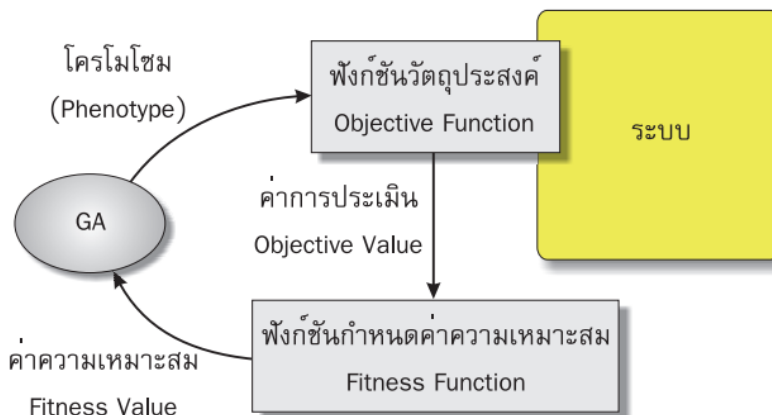 โครโมโซม
(Phenotype)
ฟังก์ชันวัตถุประสงค์
Objective Function
ระบบ
GA
ค่าการประเมิน
Objective Value
ฟังก์ชันกำหนดค่าความเหมาะสม
Fitness Function
ค่าความเหมาะสม
Fitness Value